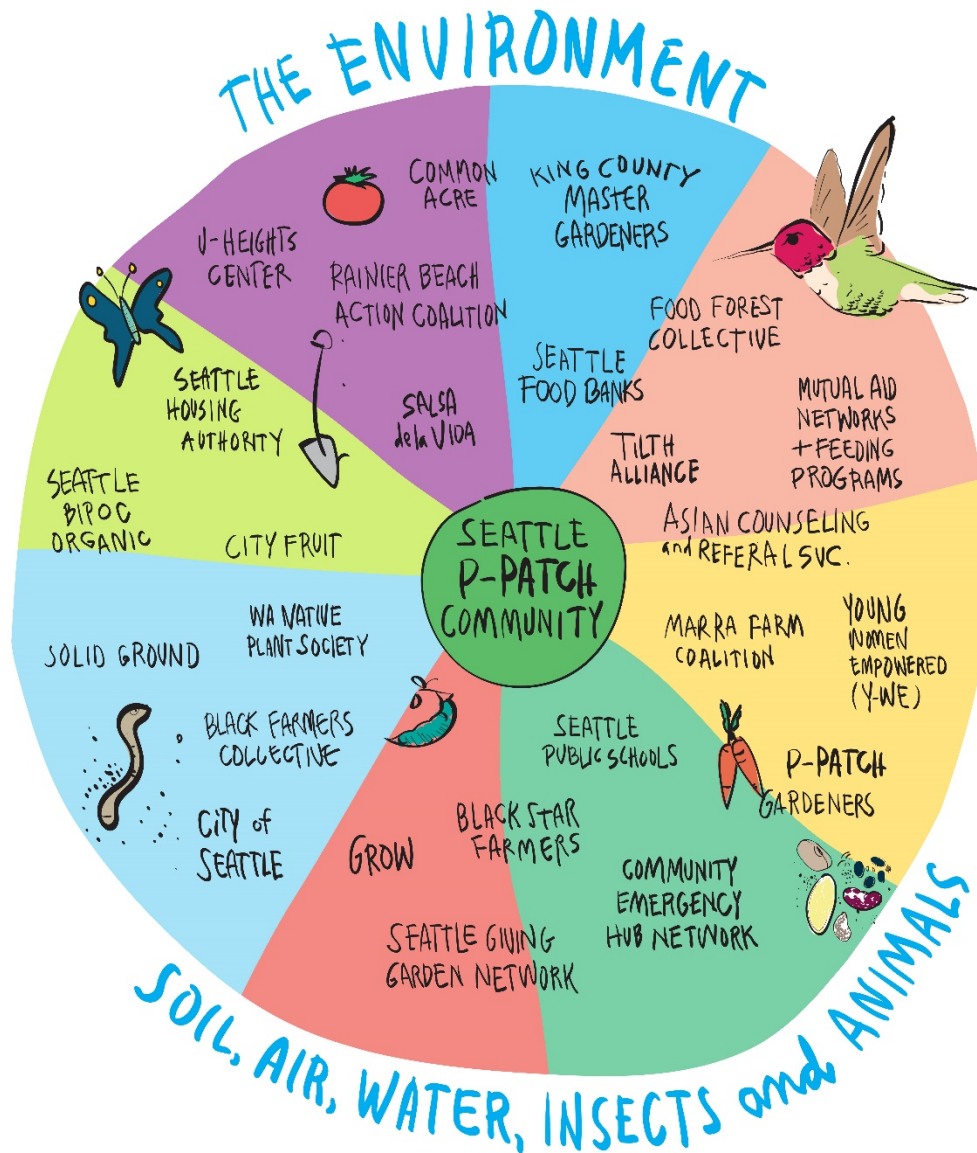 THE ENVIRONMENT
COMMON
ACRE
U-HEIGHTS
CENTER
RAINIER BEACH
ACTION COALITION
SALSA
de la VIDA
KING COUNTY
MASTER
GARDENERS
SEATTLE
FOOD BANKS
FOOD FOREST
COLLECTIVE
MUTUAL AID
NETWORKS
+FEEDING
PROGRAMS
TILTH
ALLIANCE
ASIAN COUNSELING
and REFERAL SVC.
MARRA FARM
COALITION
YOUNG
WOMEN
EMPOWERED
(Y-WE)
P-PATCH
GARDENERS
SEATTLE
PUBLIC SCHOOLS
COMMUNITY
EMERGENCY
HUB NETWORK
BLACK STAR
FARMERS
GROW
SEATTLE GIVING
GARDEN NETWORK
WA NATIVE
PLANT SOCIETY
SOLID GROUND
BLACK FARMERS
COLLECTIVE
CITY of
SEATTLE
SEATTLE
HOUSING
AUTHORITY
SEATTLE
BIPOC
ORGANIC
CITY FRUIT
SEATTLE
P-PATCH
COMMUNITY
SOIL, AIR, WATER, INSECTS and ANIMALS